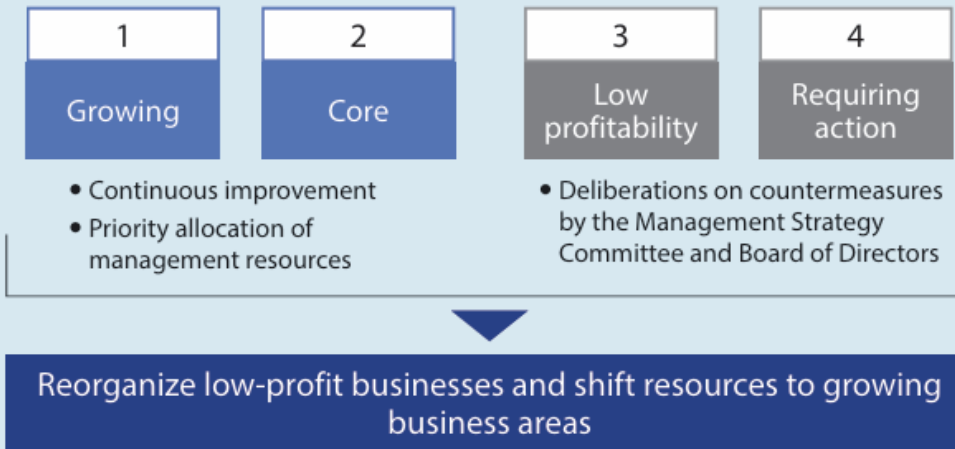 1
Growing
2
Core
3
Low
profitability
4
Requiring
action
• Continuous improvement
• Priority allocation of
management resources
• Deliberations on countermeasures
by the Management Strategy
Committee and Board of Directors
Reorganize low-profit businesses and shift resources to growing
business areas